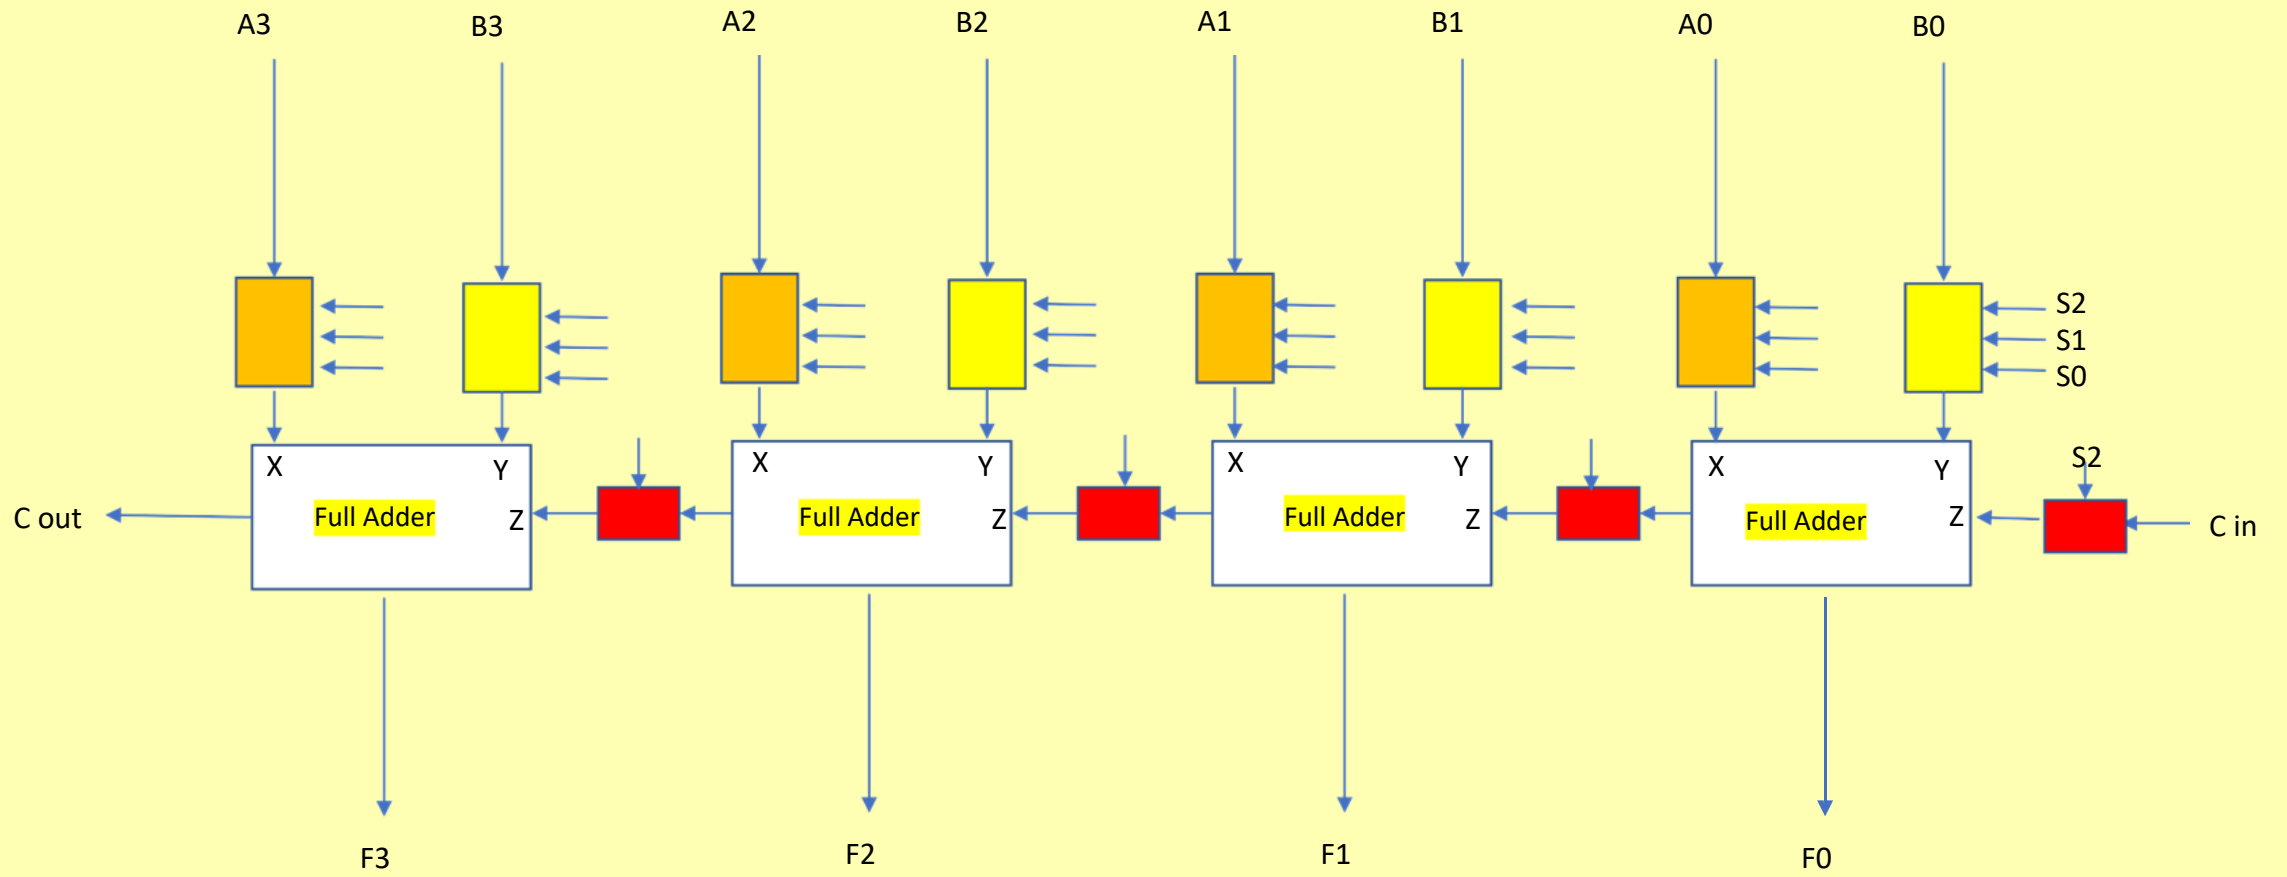 A3 B3 A2 B2 A1 B1 A0 B0
S2
S1
S0
S2
X Y X Y X Y X Y
C out Full Adder Z Full Adder Z Full Adder Z Full Adder Z C in
F3 F2 F1 F0